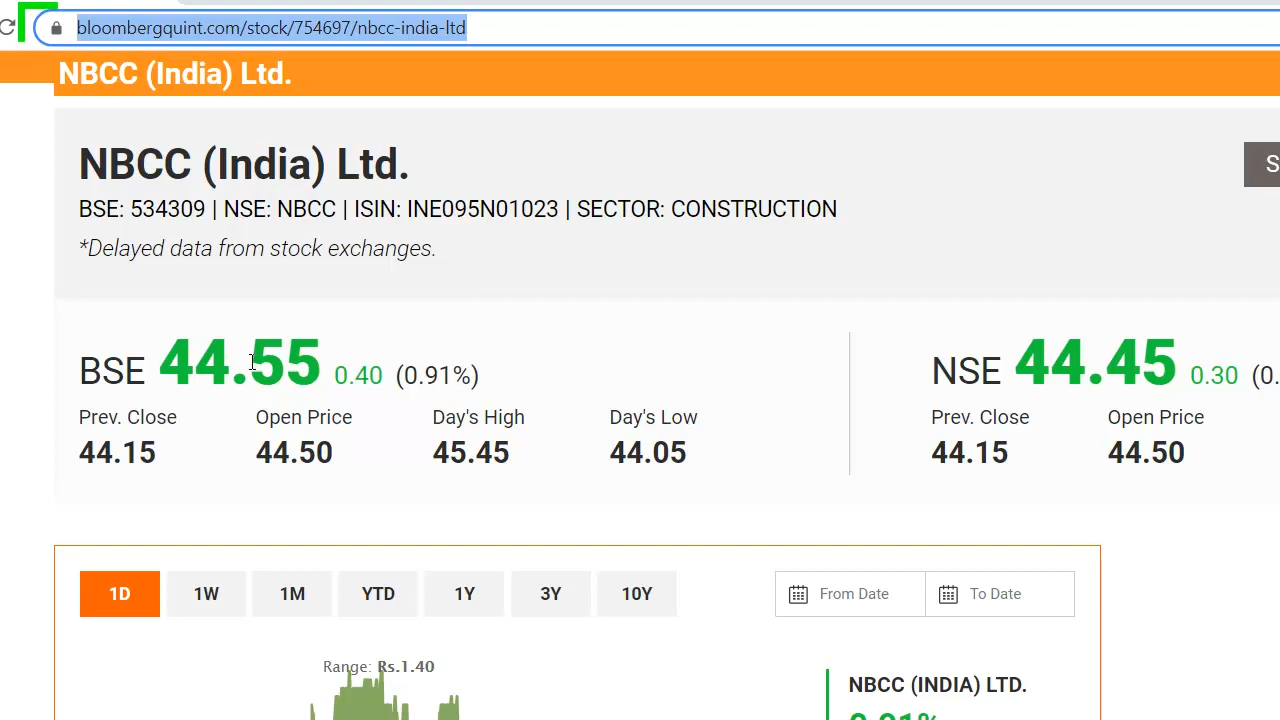 bloombergquint.com/stock/754697/nbcc-india-ltd
NBCC (India) Ltd.
NBCC (India) Ltd.
BSE: 534309 | NSE: NBCC | ISIN: INE095N01023 | SECTOR: CONSTRUCTION
*Delayed data from stock exchanges.
BSE 44.55 0.40 (0.91%)
Prev. Close Open Price Day's High Day's Low
44.15 44.50 45.45 44.05
NSE 44.45 0.30 (0.
Prev. Close Open Price
44.15 44.50
1D 1W 1M YTD 1Y 3Y 10Y
From Date To Date
Range: Rs.1.40
NBCC (INDIA) LTD.